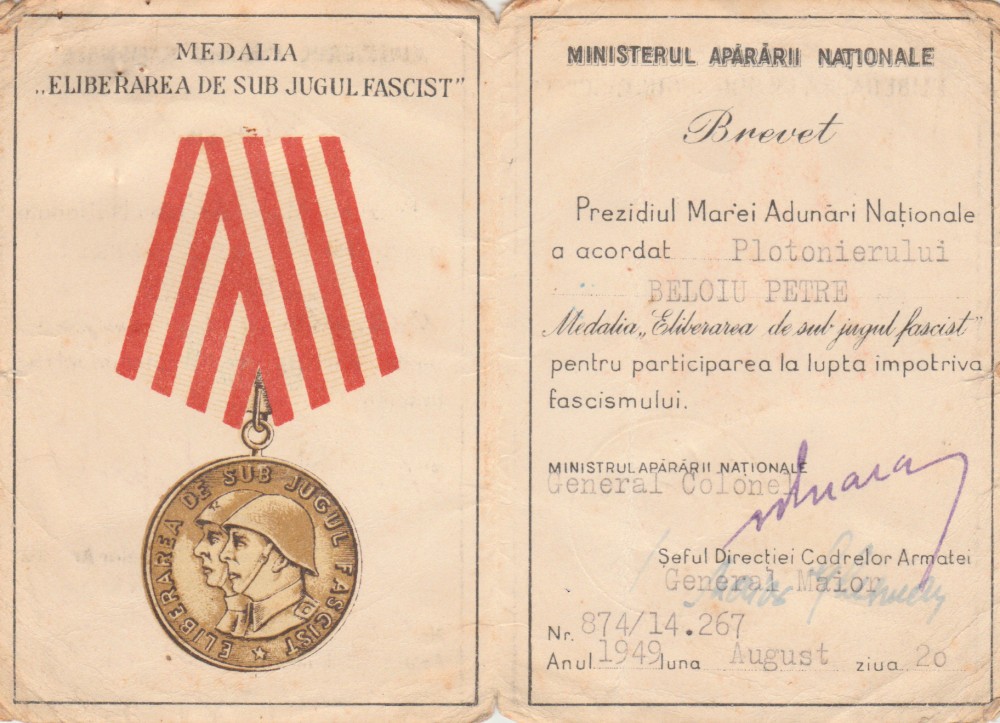 MEDALIA
„ELIBERAREA DE SUB JUGUL FASCIST”
ELIBERAREA DE SUB JUGUL FASCIST
MINISTERUL APĂRĂRII NAȚIONALE
Brevet
Prezidiul Marei Adunări Naționale
a acordat Plotonierului
BELOIU PETRE
Medalia „Eliberarea de sub jugul fascist”
pentru participarea la lupta impotriva
fascismului.
MINISTRUL APĂRĂRII NAȚIONALE
General Colonel
Șeful Direcției Cadrelor Armatei
General Maior
Nr. 874/14.267
Anul 1949 luna August ziua 20